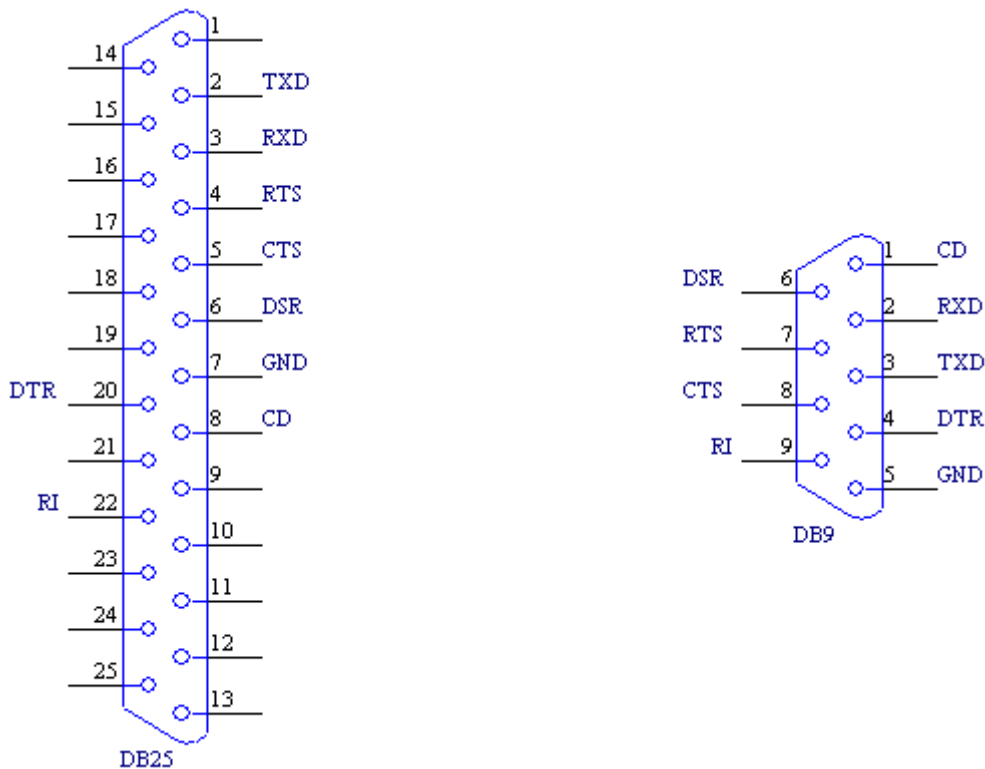 1
14
2 TXD
15
3 RXD
16
4 RTS
17
5 CTS
18
6 DSR
19
7 GND
DTR 20
8 CD
21
9
RI 22
10
23
11
24
12
25
13
DB25
1 CD
DSR 6
2 RXD
RTS 7
3 TXD
CTS 8
4 DTR
RI 9
5 GND
DB9